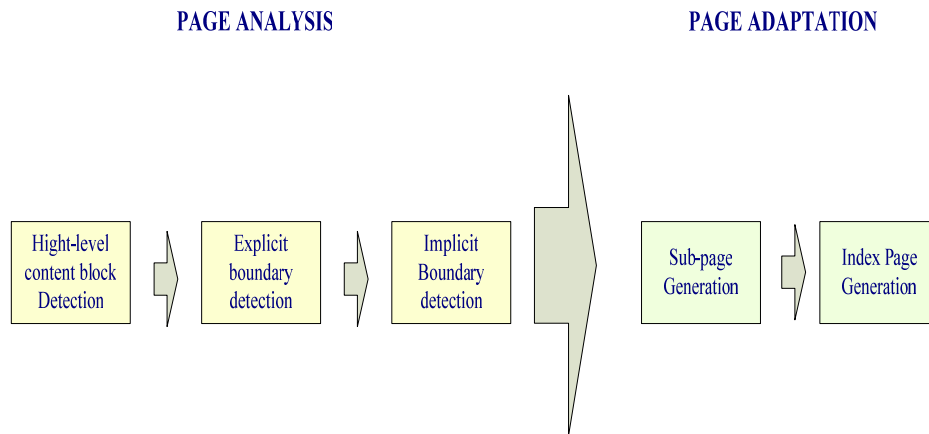 PAGE ANALYSIS
PAGE ADAPTATION
Hight-level
content block
Detection
Explicit
boundary
detection
Implicit
Boundary
detection
Sub-page
Generation
Index Page
Generation